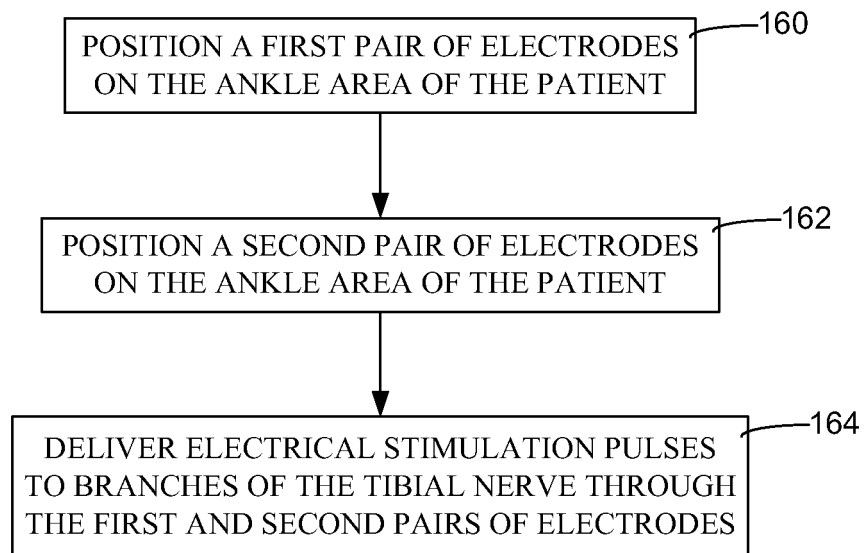 160
POSITION A FIRST PAIR OF ELECTRODES
ON THE ANKLE AREA OF THE PATIENT
162
POSITION A SECOND PAIR OF ELECTRODES
ON THE ANKLE AREA OF THE PATIENT
164
DELIVER ELECTRICAL STIMULATION PULSES
TO BRANCHES OF THE TIBIAL NERVE THROUGH
THE FIRST AND SECOND PAIRS OF ELECTRODES